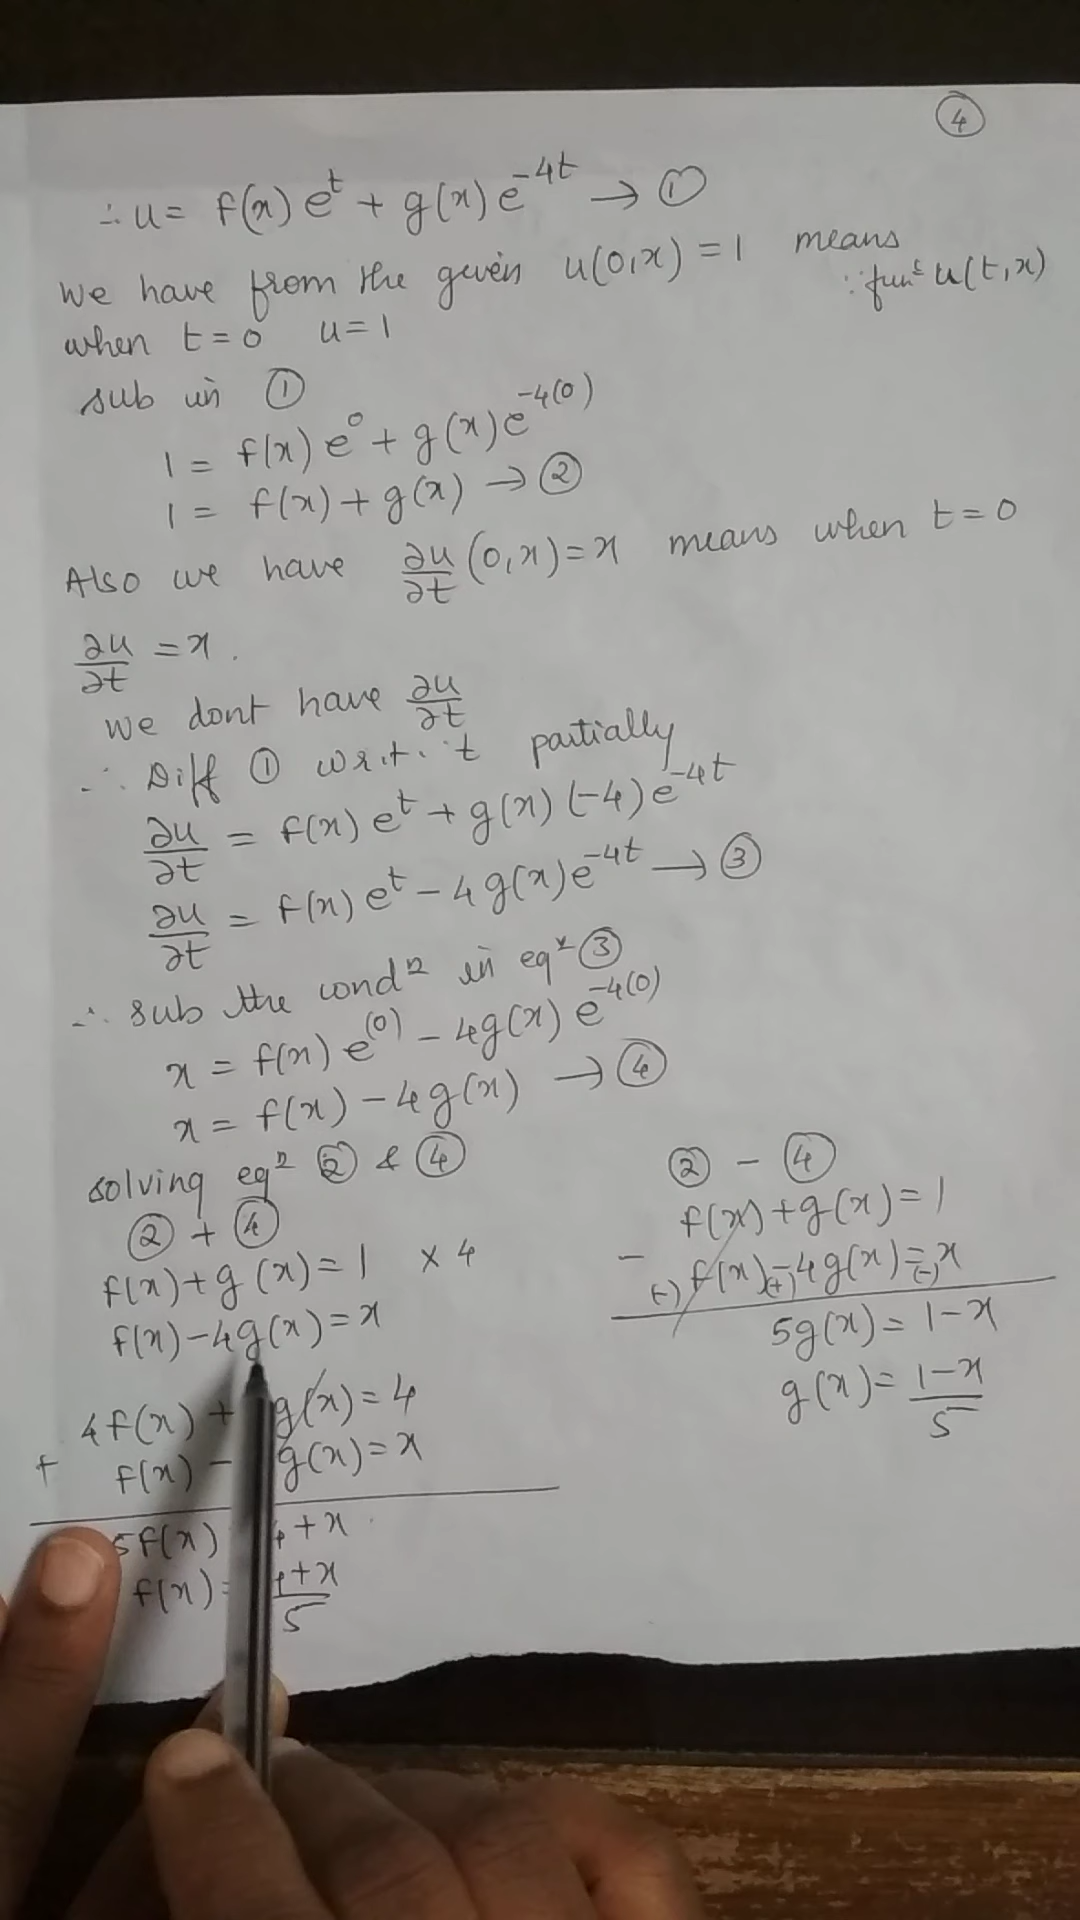 ④
∴ u = f(x) e^t + g(x) e^{-4t} → ①
We have from the given u(0,x) = 1 means
when t=0 u=1 ∵ fun^c u(t,x)
sub in ①
1 = f(x) e^0 + g(x) e^{-4(0)}
1 = f(x) + g(x) → ②
Also we have ∂u/∂t (0,x) = x means when t=0
∂u/∂t = x.
we dont have ∂u/∂t
∴ Diff ① w.r.t. t partially
∂u/∂t = f(x) e^t + g(x) (-4) e^{-4t}
∂u/∂t = f(x) e^t - 4 g(x) e^{-4t} → ③
∴ sub the cond^n in eq^n ③
x = f(x) e^{(0)} - 4g(x) e^{-4(0)}
x = f(x) - 4g(x) → ④
solving eq^n ② & ④
② + ④
f(x) + g(x) = 1 × 4
f(x) - 4g(x) = x
4f(x) + g(x) = 4
+ f(x) - g(x) = x
5f(x) 4+x
f(x) = 4+x/5
② - ④
f(x) + g(x) = 1
- f(x) - 4g(x) = x
(-) (+) (-)
5g(x) = 1-x
g(x) = 1-x/5